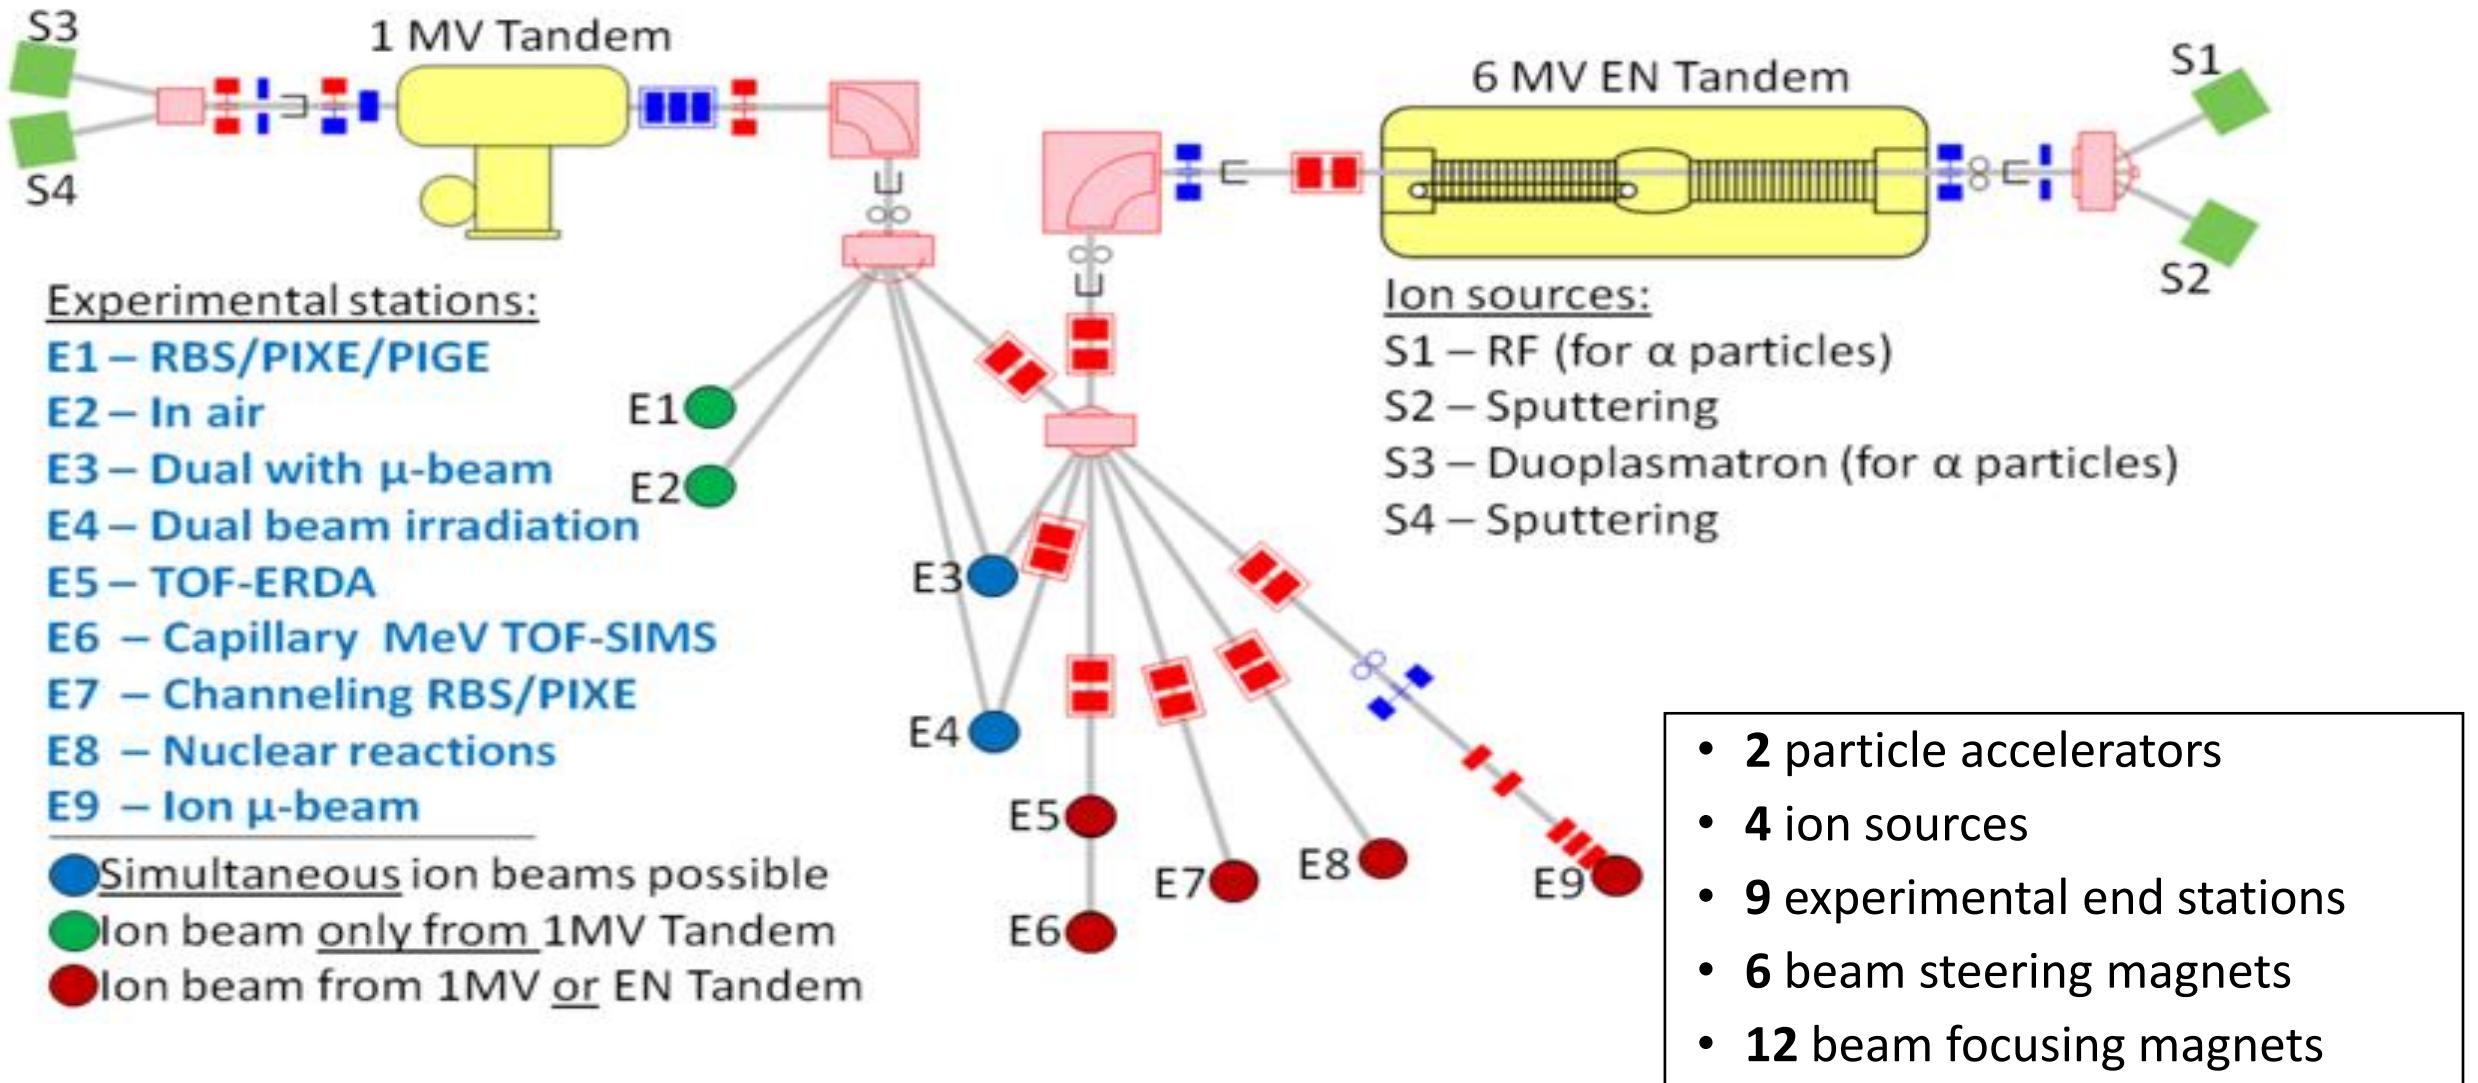 S3
1 MV Tandem
S4
6 MV EN Tandem
S1
S2
Experimental stations:
E1 – RBS/PIXE/PIGE
E2 – In air
E3 – Dual with μ-beam
E4 – Dual beam irradiation
E5 – TOF-ERDA
E6 – Capillary MeV TOF-SIMS
E7 – Channeling RBS/PIXE
E8 – Nuclear reactions
E9 – Ion μ-beam
Simultaneous ion beams possible
Ion beam only from 1MV Tandem
Ion beam from 1MV or EN Tandem
E1
E2
E3
E4
E5
E6
E7
E8
E9
Ion sources:
S1 – RF (for α particles)
S2 – Sputtering
S3 – Duoplasmatron (for α particles)
S4 – Sputtering
• 2 particle accelerators
• 4 ion sources
• 9 experimental end stations
• 6 beam steering magnets
• 12 beam focusing magnets